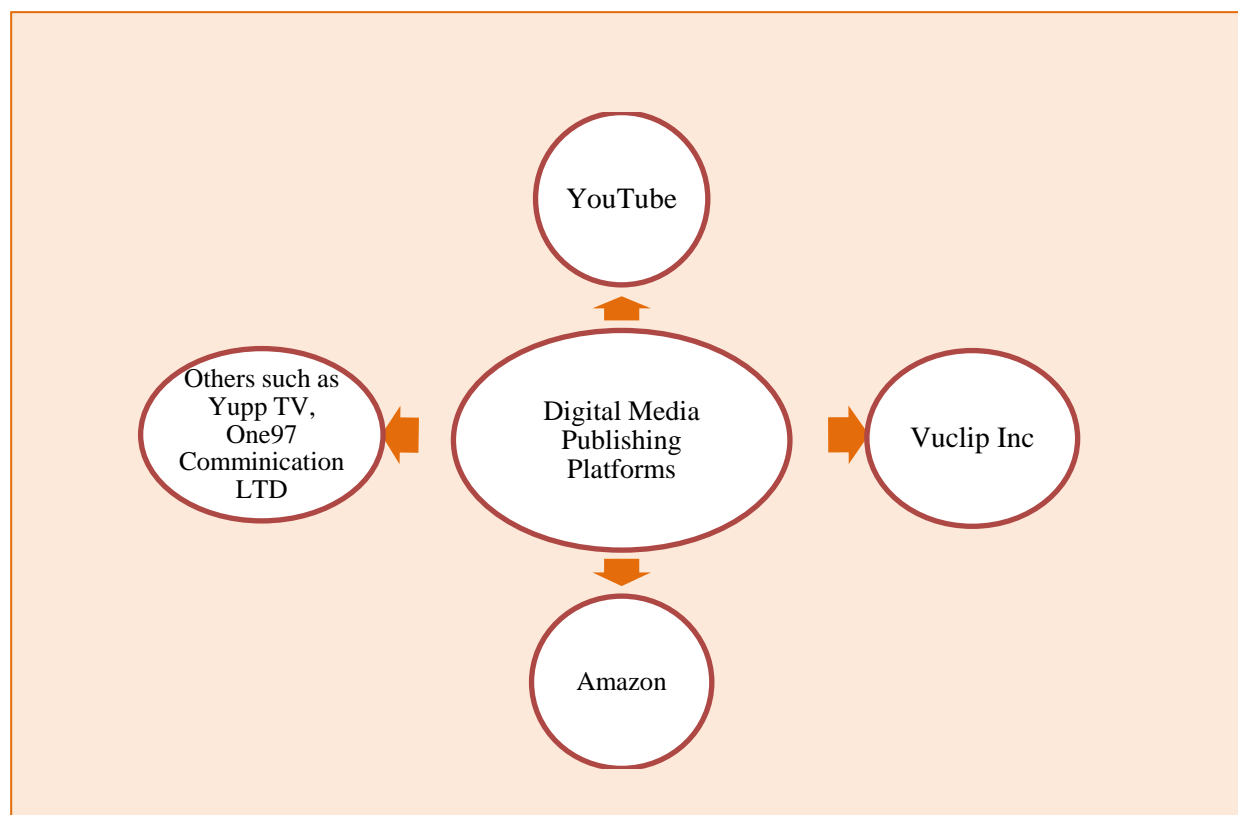 YouTube
Others such as
Yupp TV,
One97
Comminication
LTD
Digital Media
Publishing
Platforms
Vuclip Inc
Amazon